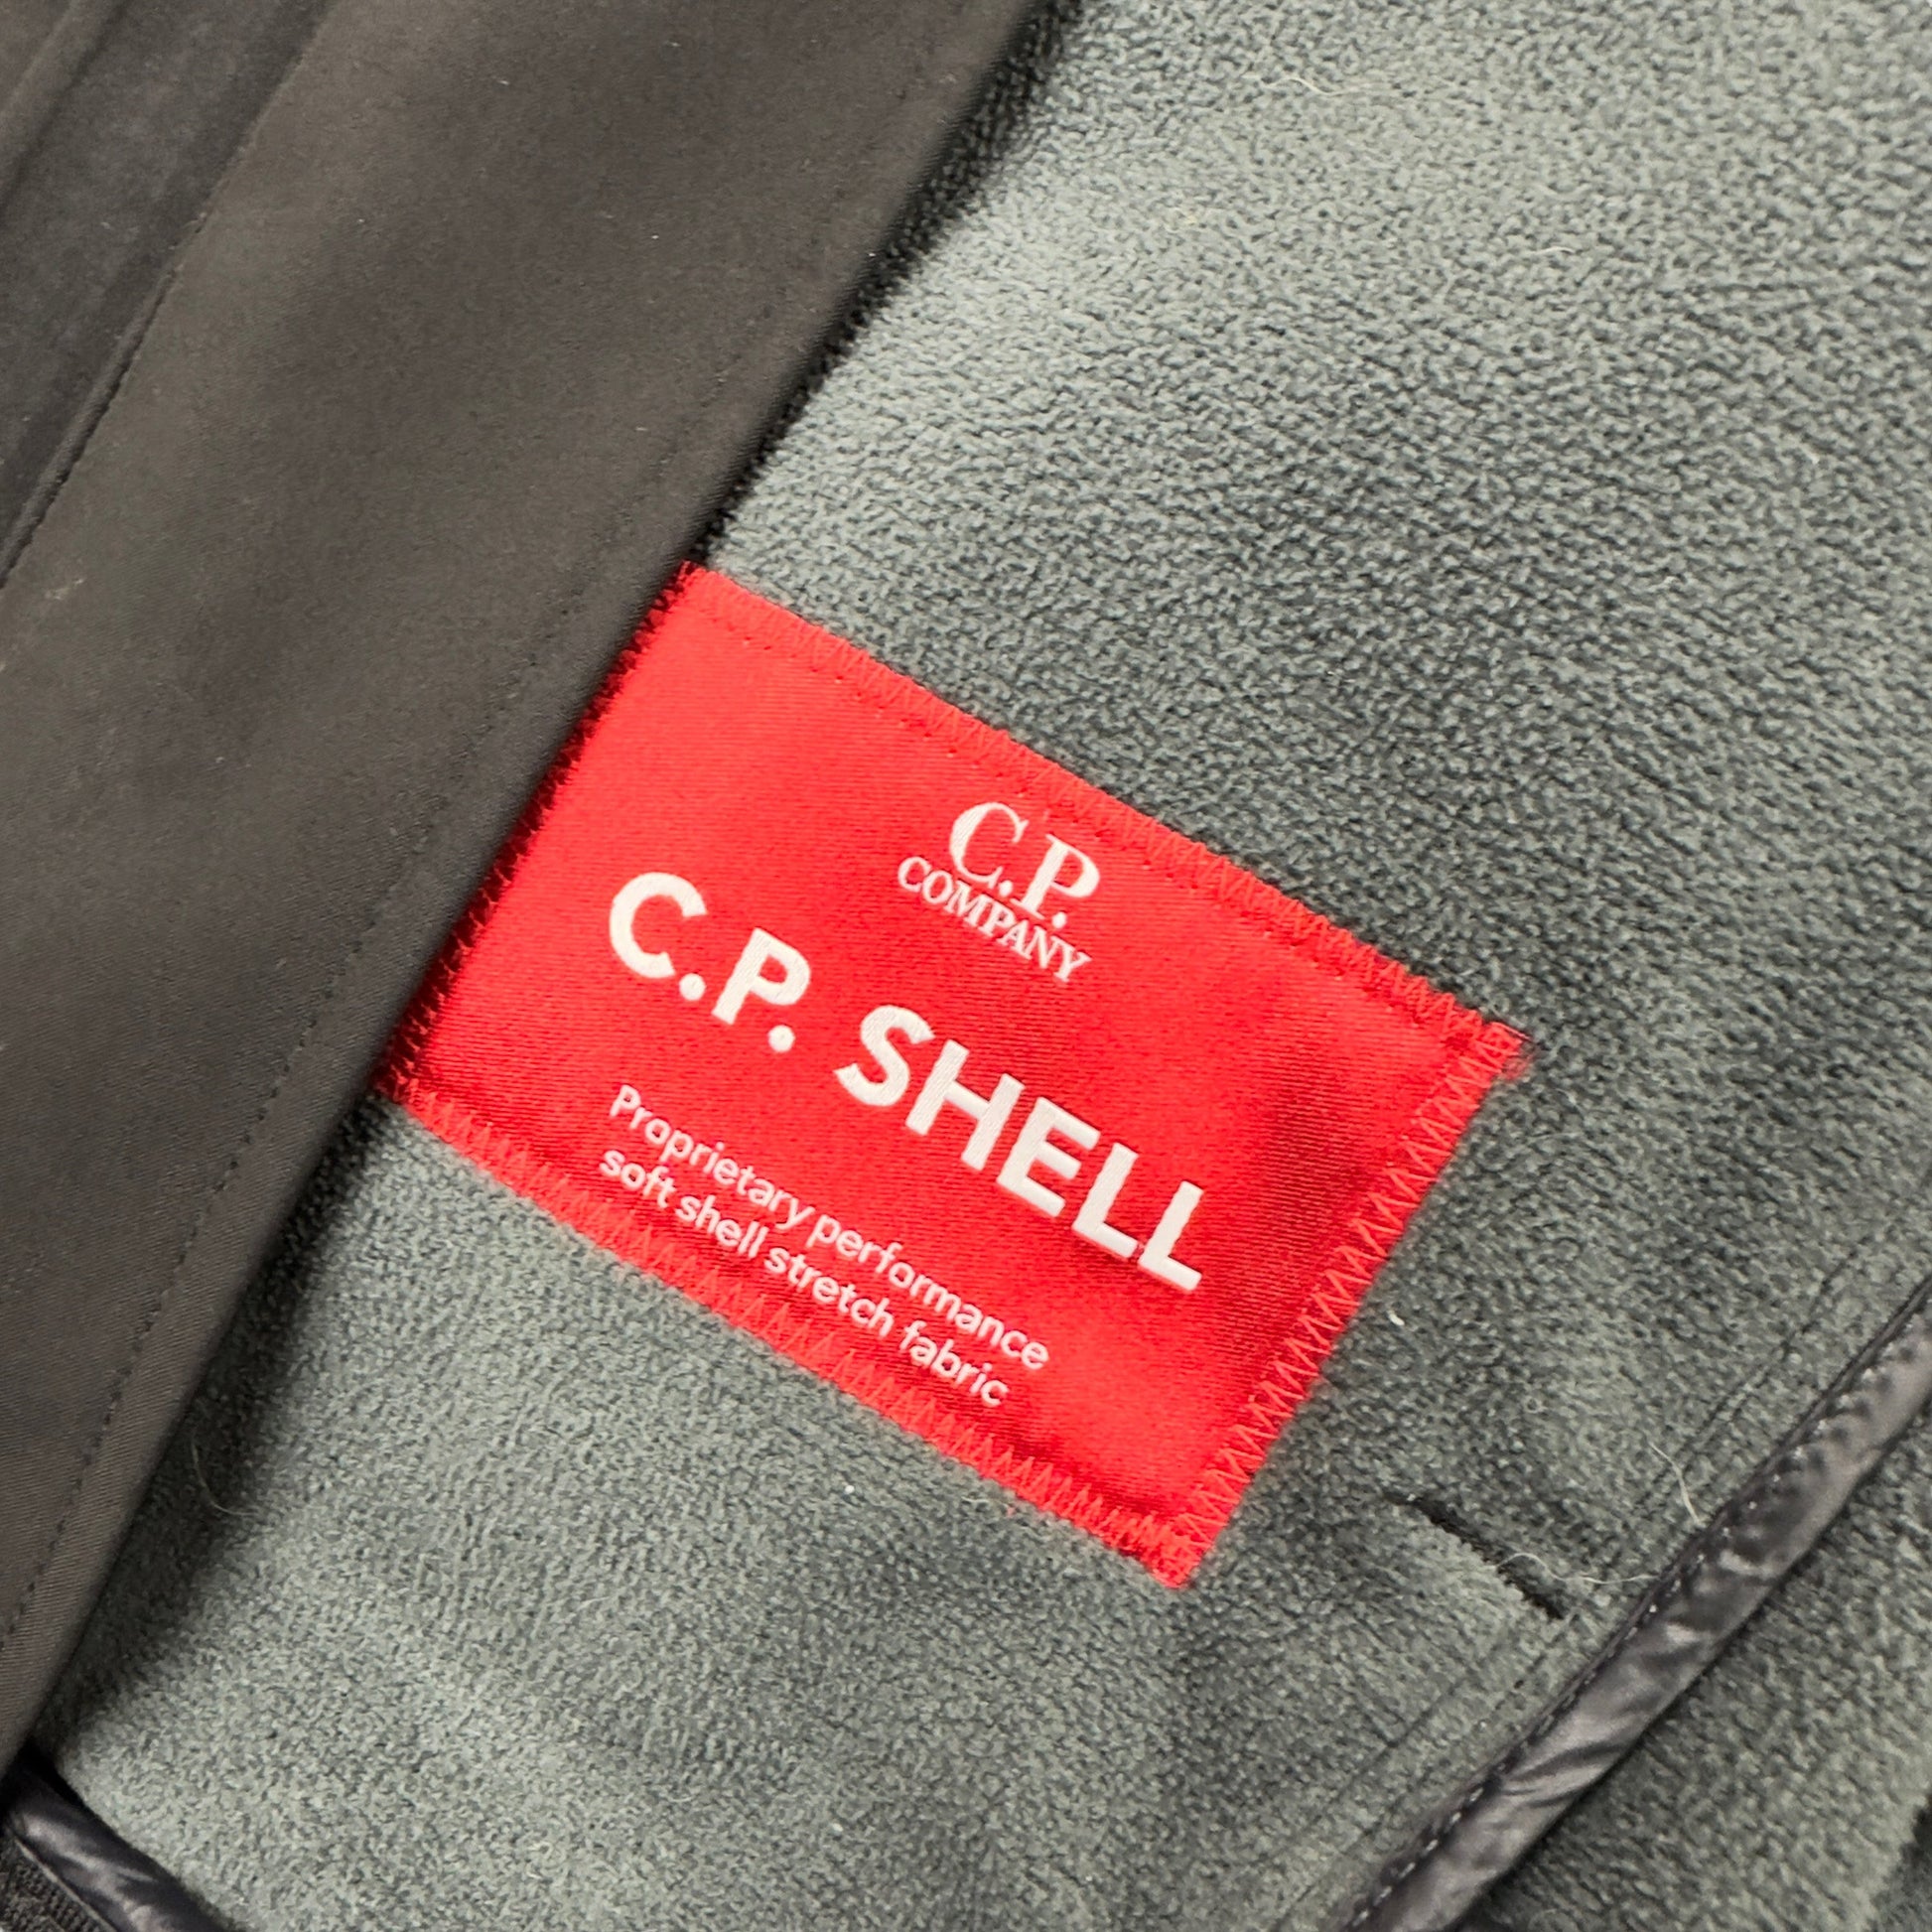 C.P.
COMPANY
C.P. SHELL
Proprietary performance
soft shell stretch fabric